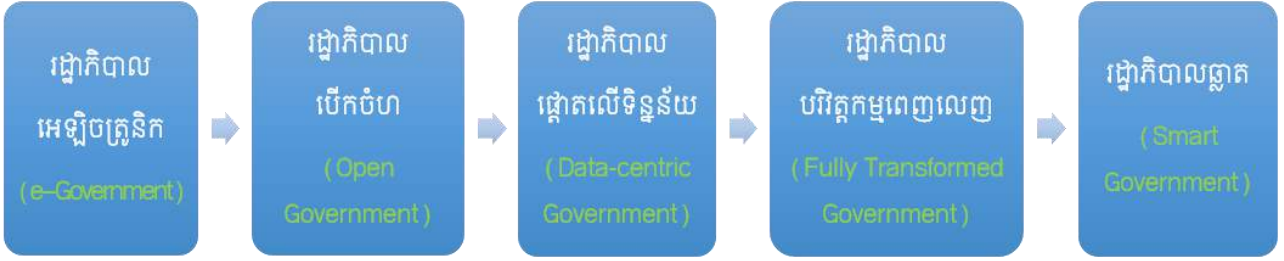 រដ្ឋាភិបាល
អេឡិចត្រូនិក
(e-Government)
រដ្ឋាភិបាល
បើកចំហ
(Open
Government)
រដ្ឋាភិបាល
ផ្តោតលើទិន្នន័យ
(Data-centric
Government)
រដ្ឋាភិបាល
បរិវត្តកម្មពេញលេញ
(Fully Transformed
Government)
រដ្ឋាភិបាលឆ្លាត
(Smart
Government)